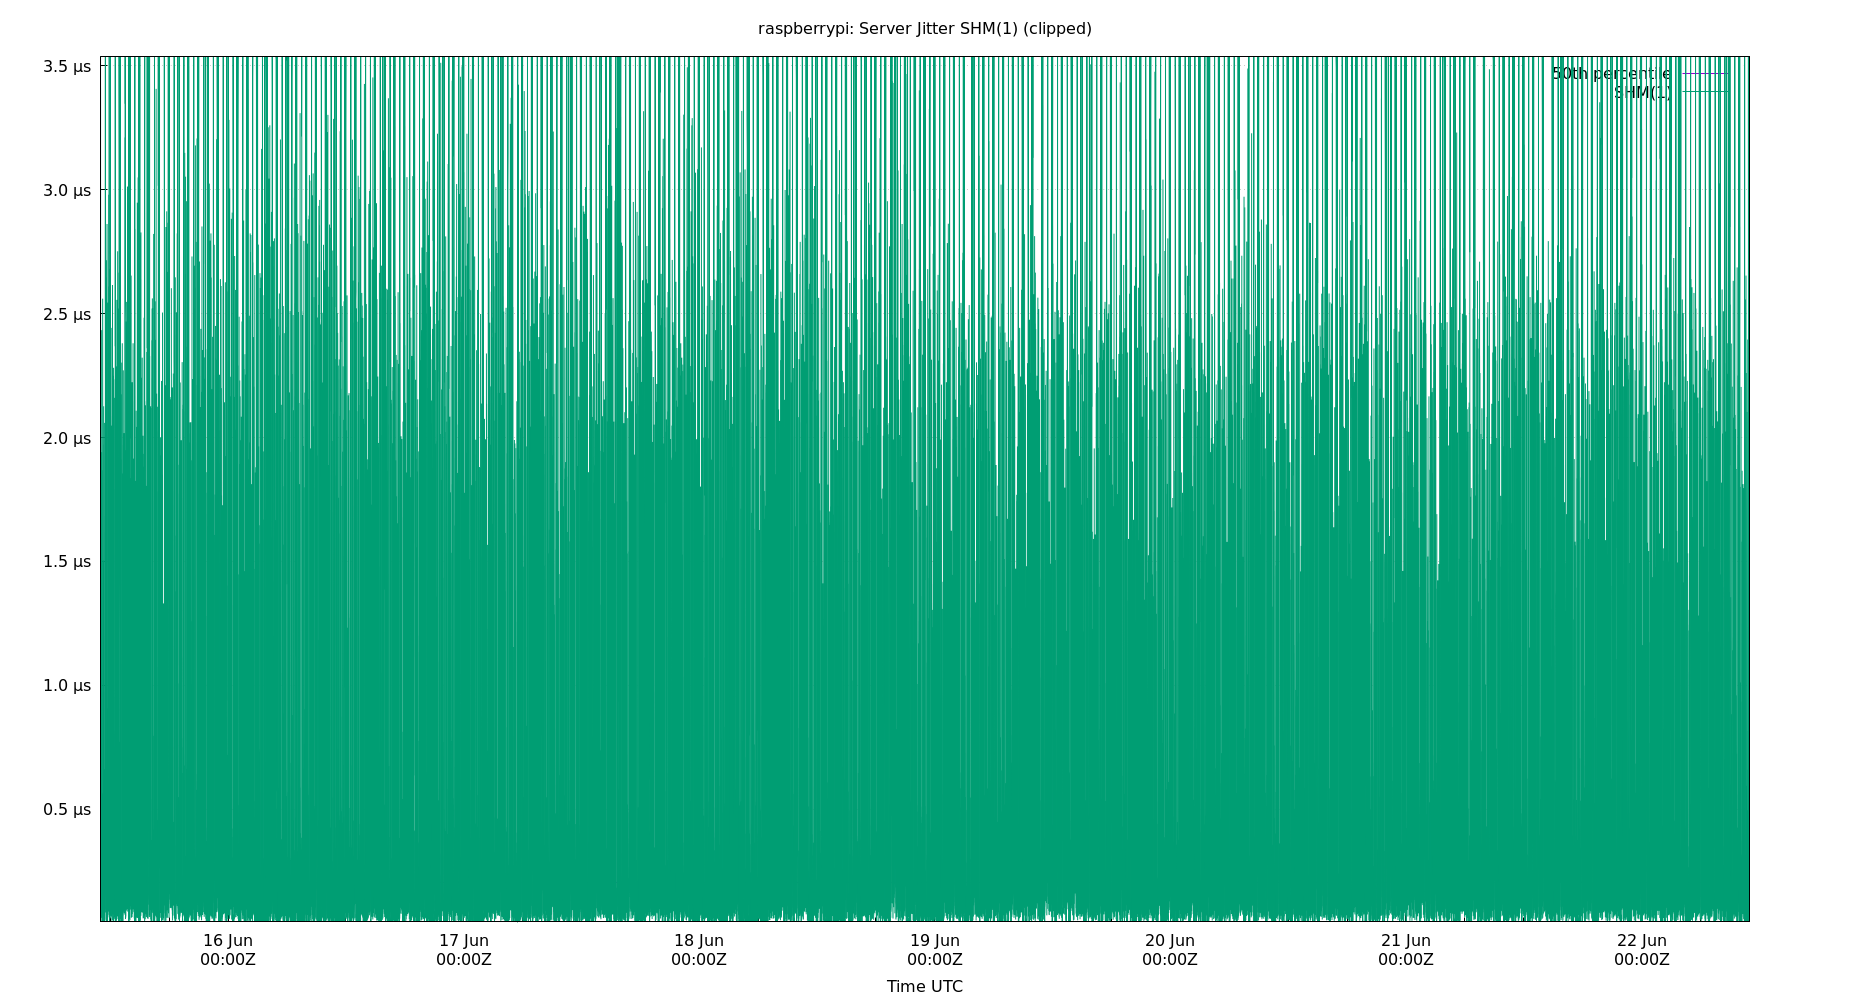 raspberrypi: Server Jitter SHM(1) (clipped)
3.5 µs
3.0 µs
2.5 µs
2.0 µs
1.5 µs
1.0 µs
0.5 µs
50th percentile
SHM(1)
16 Jun
00:00Z
17 Jun
00:00Z
18 Jun
00:00Z
19 Jun
00:00Z
20 Jun
00:00Z
21 Jun
00:00Z
22 Jun
00:00Z
Time UTC